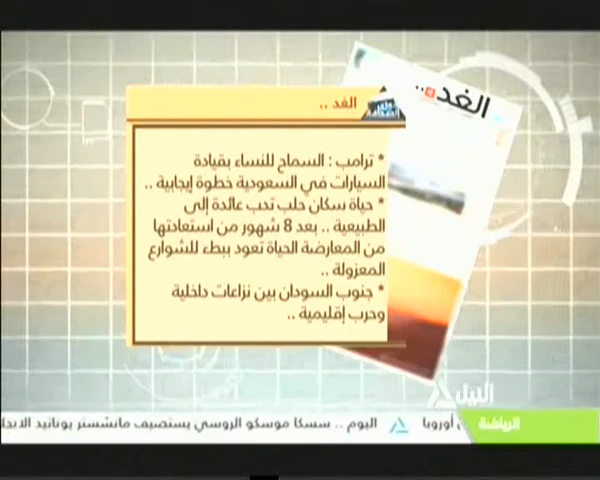 الغد..
الغد ..
* ترامب : السماح للنساء بقيادة
السيارات في السعودية خطوة إيجابية ..
* حياة سكان حلب تدب عائدة إلى
الطبيعية .. بعد 8 شهور من استعادتها
من المعارضة الحياة تعود ببطء للشوارع
المعزولة ..
* جنوب السودان بين نزاعات داخلية
وحرب إقليمية ..
النيل
الرياضة
أوروبا
اليوم .. سسكا موسكو الروسي يستضيف مانشستر يونايتد